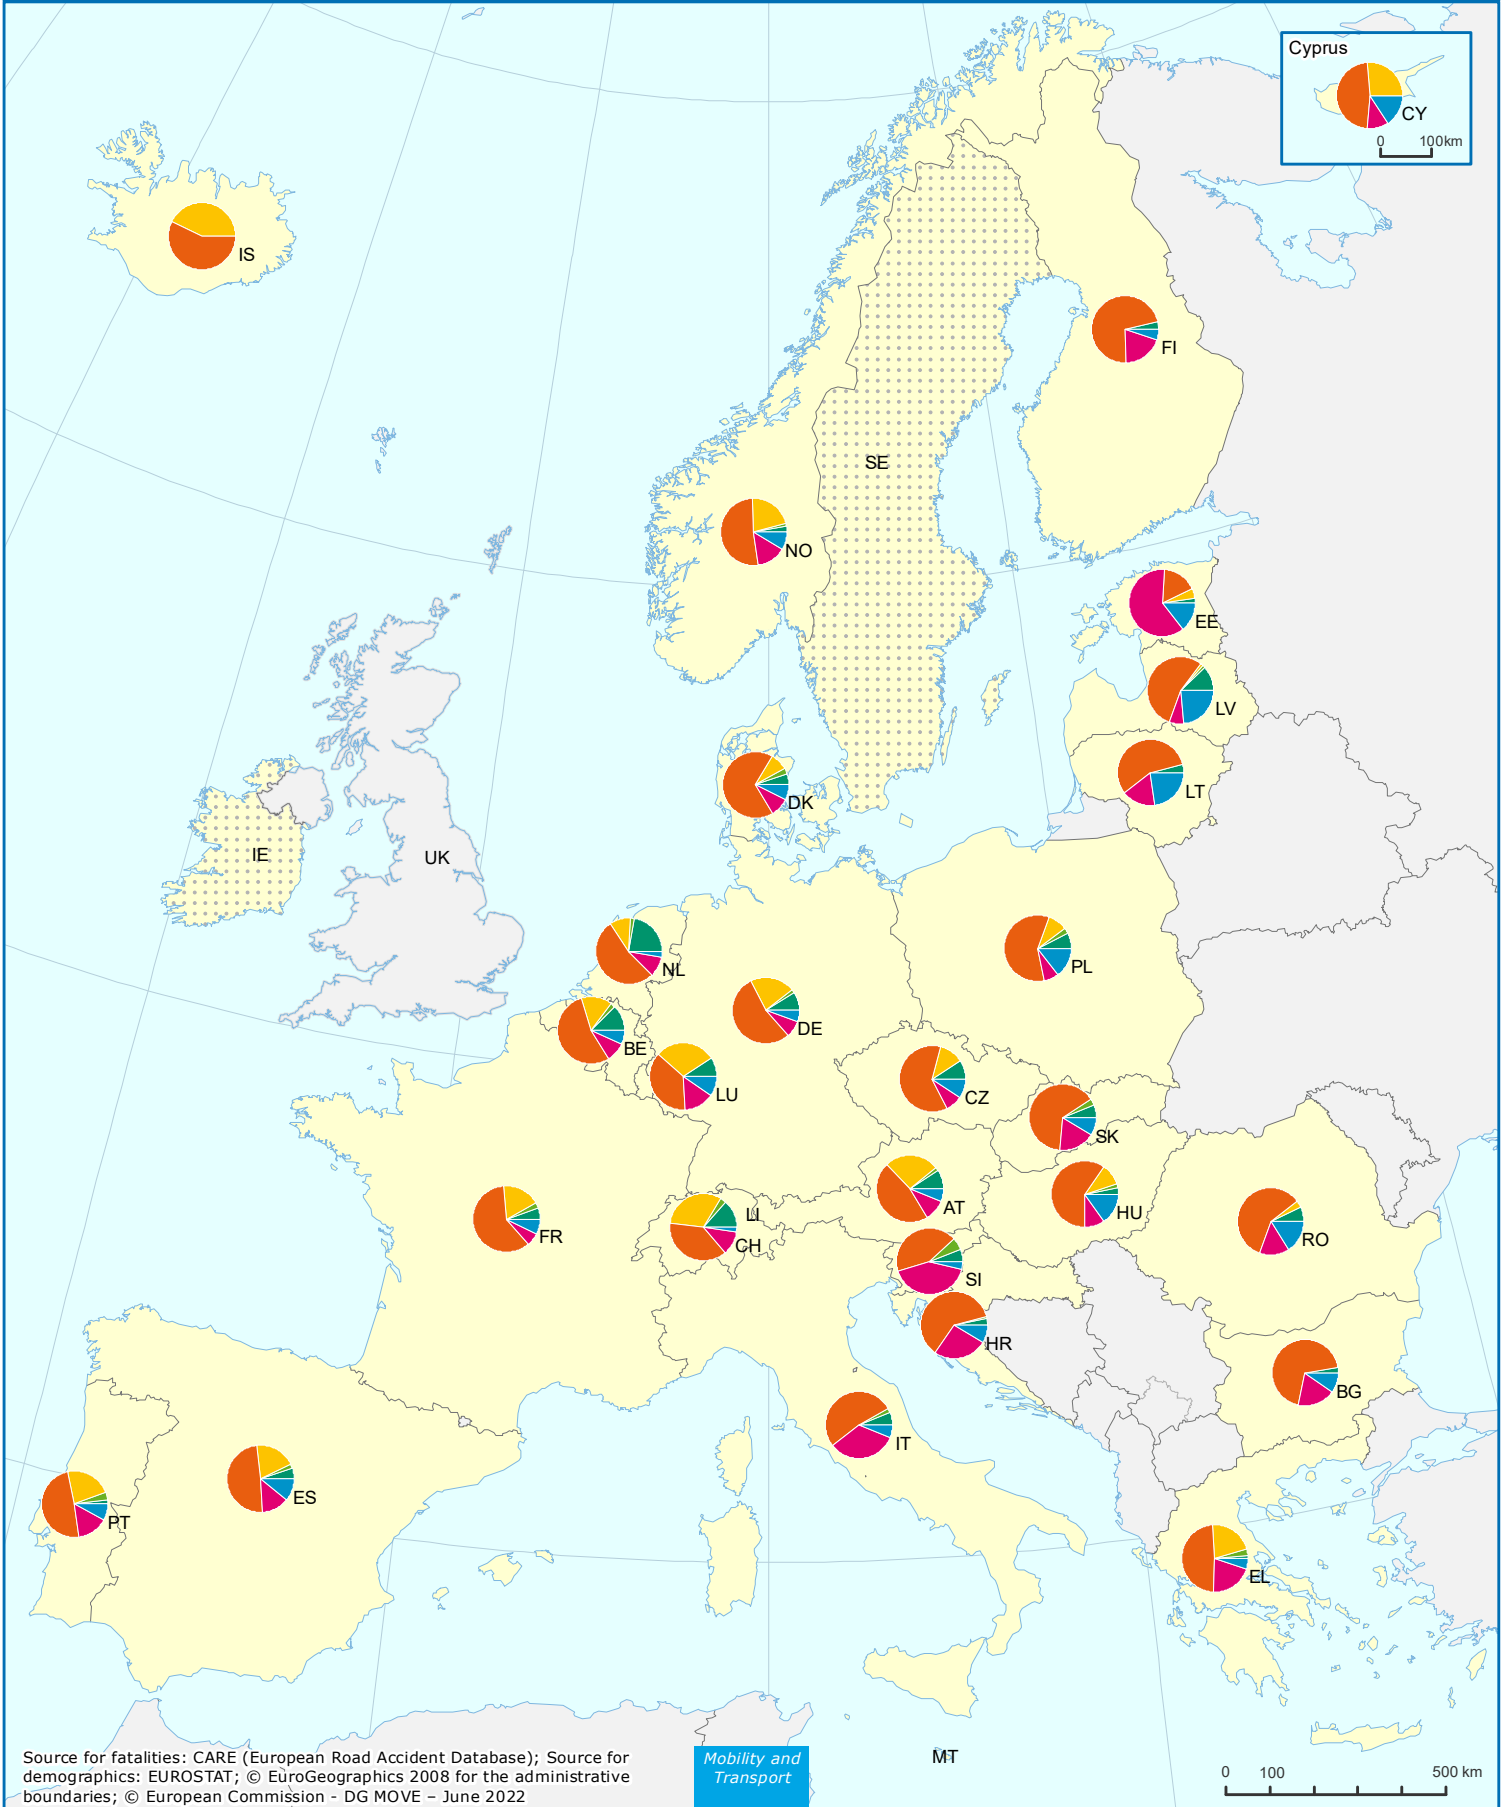 Cyprus
CY
0 100km
IS
FI
SE
NO
EE
LV
LT
DK
IE
UK
NL
PL
DE
BE
LU
CZ
SK
AT
HU
LI
CH
FR
RO
SI
HR
BG
IT
ES
PT
EL
MT
Source for fatalities: CARE (European Road Accident Database); Source for
demographics: EUROSTAT; © EuroGeographics 2008 for the administrative
boundaries; © European Commission - DG MOVE – June 2022
Mobility and
Transport
0 100 500 km